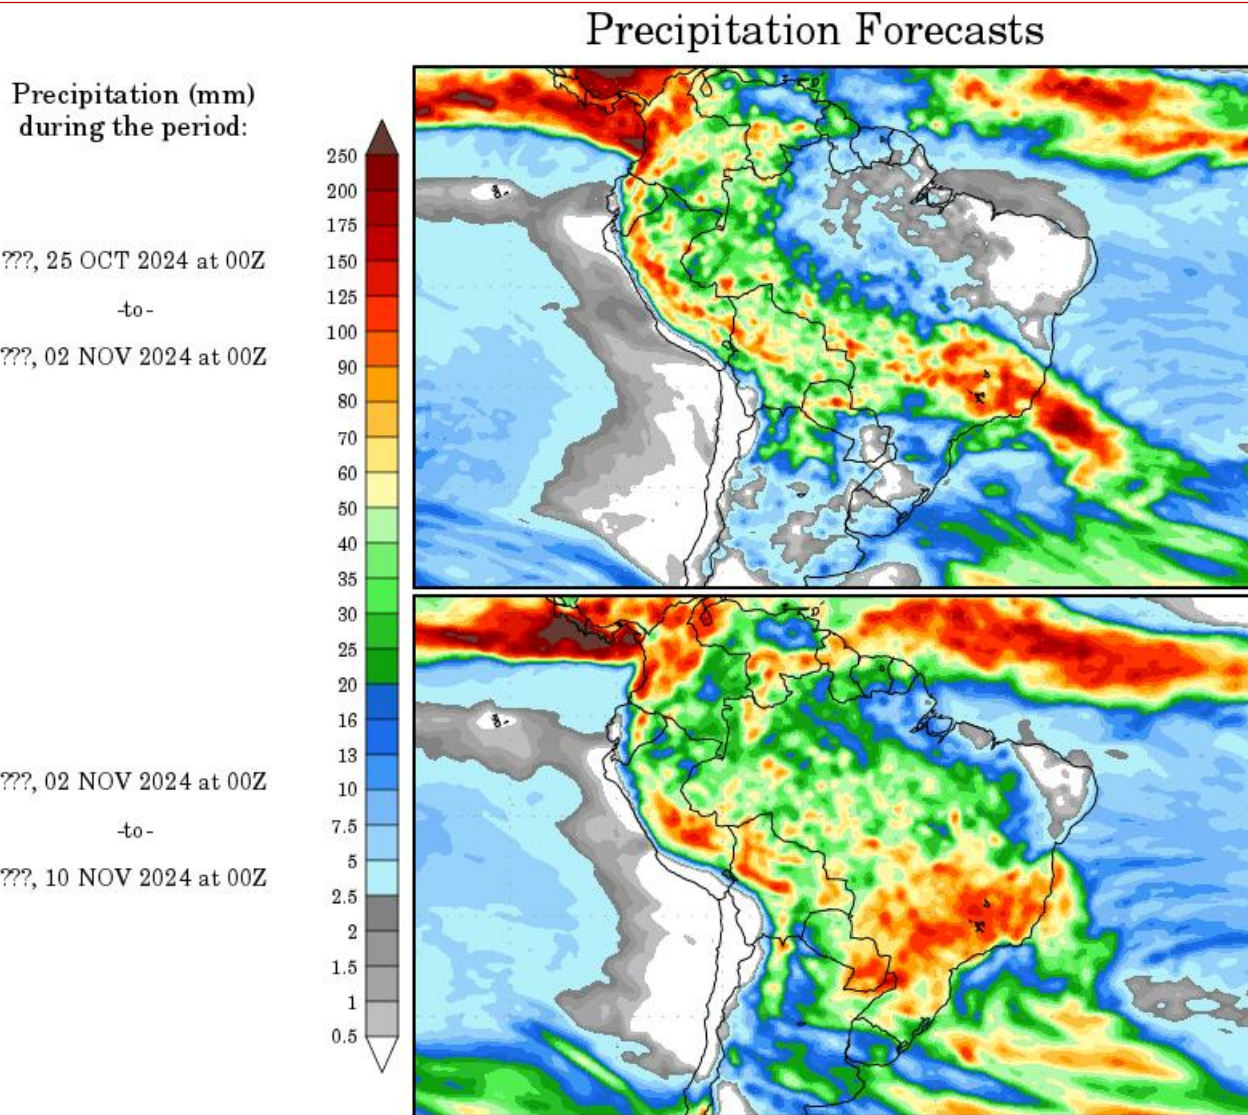 Precipitation Forecasts
Precipitation (mm)
during the period:
250
200
175
150
125
100
90
80
70
60
50
40
35
30
25
20
16
13
10
7.5
5
2.5
2
1.5
1
0.5
???, 25 OCT 2024 at 00Z
-to-
???, 02 NOV 2024 at 00Z
???, 02 NOV 2024 at 00Z
-to-
???, 10 NOV 2024 at 00Z